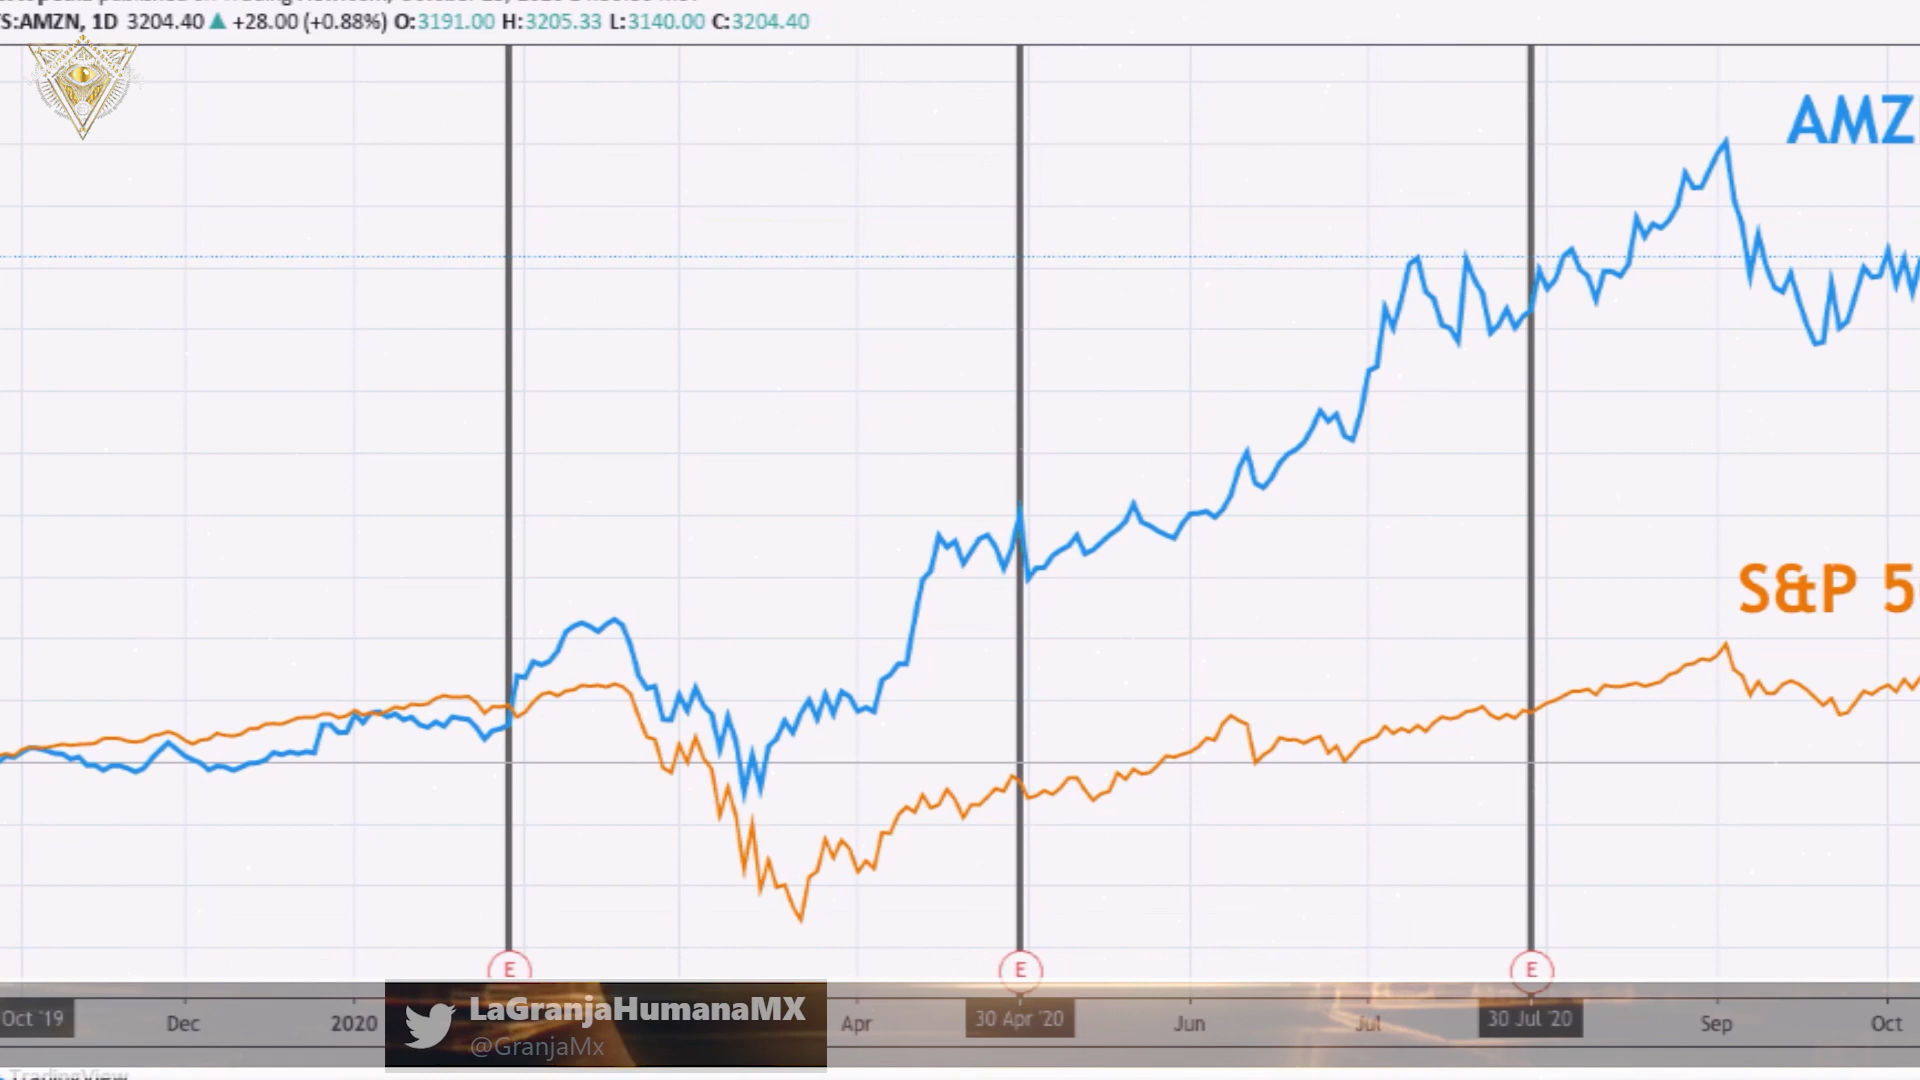 S:AMZN, 1D 3204.40 ▲ +28.00 (+0.88%) O:3191.00 H:3205.33 L:3140.00 C:3204.40
AMZ
S&P 5
E E E
Oct '19 Dec 2020 Apr 30 Apr '20 Jun Jul 30 Jul '20 Sep Oct
LaGranjaHumanaMX
@GranjaMx
TradingView